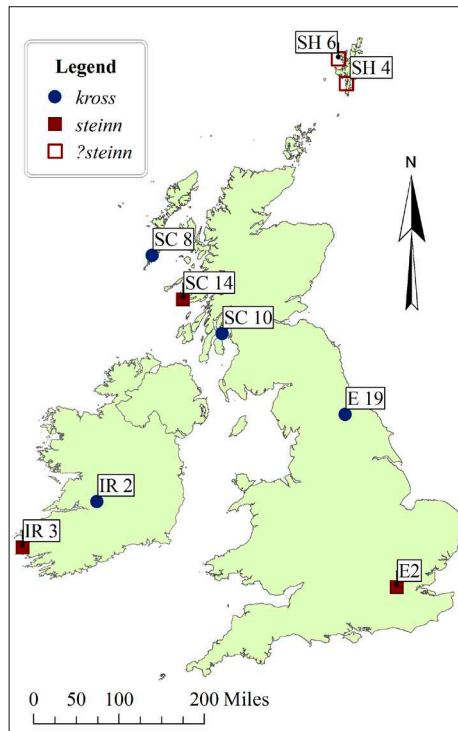 SH 6
SH 4
Legend
kross
steinn
?steinn
N
SC 8
SC 14
SC 10
E 19
IR 2
IR 3
E2
0 50 100 200 Miles